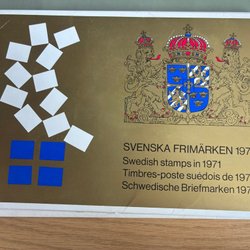 SVENSKA FRIMÄRKEN 197
Swedish stamps in 1971
Timbres-poste suédois de 197
Schwedische Briefmarken 197